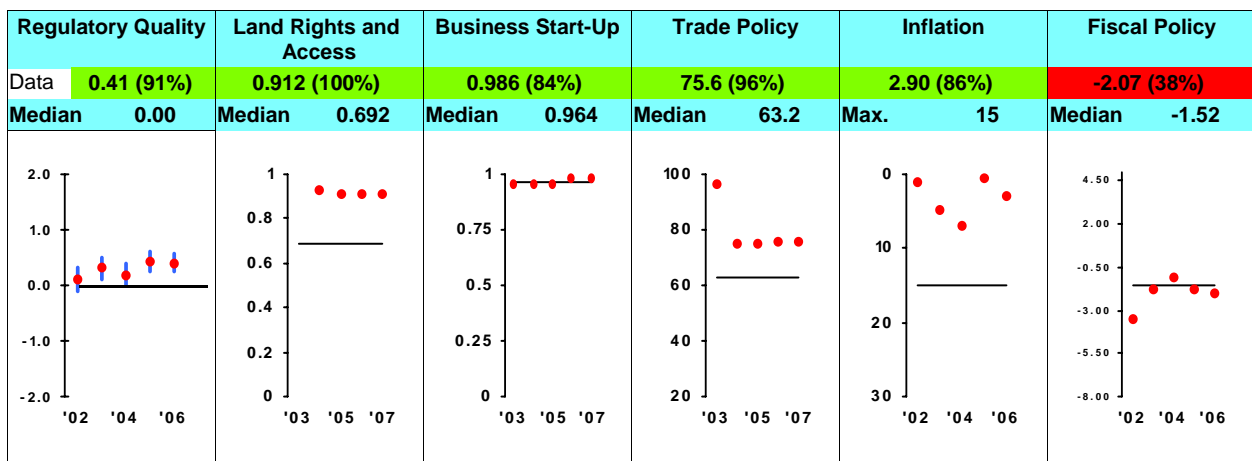 Regulatory Quality
Land Rights and
Access
Business Start-Up
Trade Policy
Inflation
Fiscal Policy
Data 0.41 (91%)
0.912 (100%)
0.986 (84%)
75.6 (96%)
2.90 (86%)
-2.07 (38%)
Median 0.00
Median 0.692
Median 0.964
Median 63.2
Max. 15
Median -1.52
2.0
1.0
0.0
-1.0
-2.0
'02 '04 '06
1
0.8
0.6
0.4
0.2
0
'03 '05 '07
1
0.75
0.5
0.25
0
'03 '05 '07
100
80
60
40
20
'03 '05 '07
0
10
20
30
'02 '04 '06
4.50
2.00
-0.50
-3.00
-5.50
-8.00
'02 '04 '06